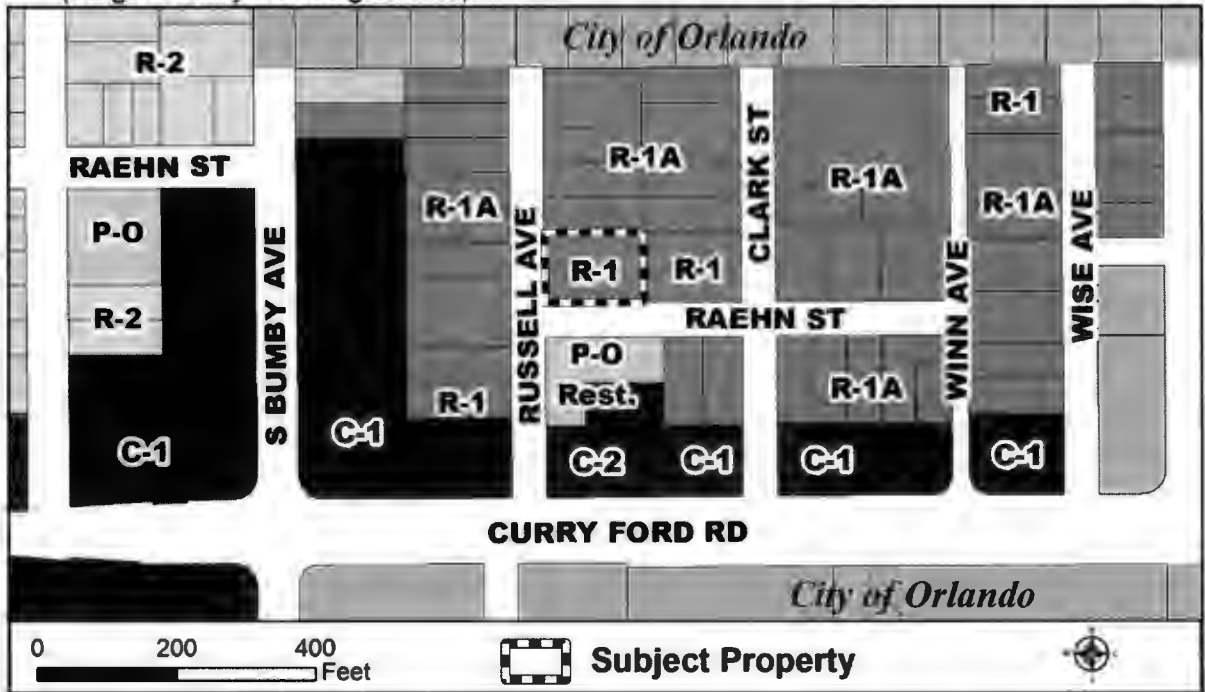 City of Orlando
R-2
R-1
RAEHN ST
R-1A
CLARK ST
R-1A
R-1A
R-1A
WISE AVE
P-O
S BUMBY AVE
RUSSELL AVE
R-1
R-1
WINN AVE
R-2
RAEHN ST
P-O
Rest.
R-1
R-1A
C-1
C-1
C-2
C-1
C-1
C-1
CURRY FORD RD
City of Orlando
0 200 400
Feet
Subject Property